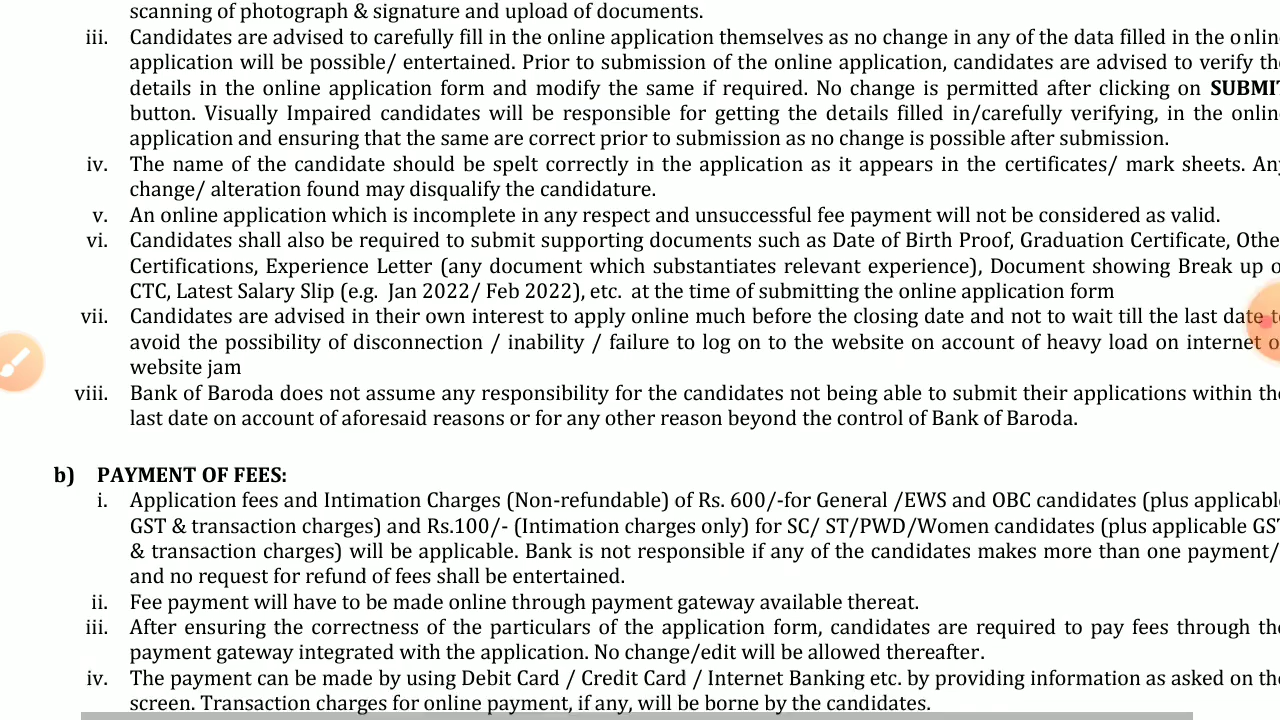 scanning of photograph & signature and upload of documents.
iii. Candidates are advised to carefully fill in the online application themselves as no change in any of the data filled in the onlin
application will be possible/ entertained. Prior to submission of the online application, candidates are advised to verify th
details in the online application form and modify the same if required. No change is permitted after clicking on SUBMIT
button. Visually Impaired candidates will be responsible for getting the details filled in/carefully verifying, in the onlin
application and ensuring that the same are correct prior to submission as no change is possible after submission.
iv. The name of the candidate should be spelt correctly in the application as it appears in the certificates/ mark sheets. Any
change/ alteration found may disqualify the candidature.
v. An online application which is incomplete in any respect and unsuccessful fee payment will not be considered as valid.
vi. Candidates shall also be required to submit supporting documents such as Date of Birth Proof, Graduation Certificate, Othe
Certifications, Experience Letter (any document which substantiates relevant experience), Document showing Break up o
CTC, Latest Salary Slip (e.g. Jan 2022/ Feb 2022), etc. at the time of submitting the online application form
vii. Candidates are advised in their own interest to apply online much before the closing date and not to wait till the last date t
avoid the possibility of disconnection / inability / failure to log on to the website on account of heavy load on internet o
website jam
viii. Bank of Baroda does not assume any responsibility for the candidates not being able to submit their applications within th
last date on account of aforesaid reasons or for any other reason beyond the control of Bank of Baroda.
b) PAYMENT OF FEES:
i. Application fees and Intimation Charges (Non-refundable) of Rs. 600/-for General /EWS and OBC candidates (plus applicabl
GST & transaction charges) and Rs.100/- (Intimation charges only) for SC/ ST/PWD/Women candidates (plus applicable GST
& transaction charges) will be applicable. Bank is not responsible if any of the candidates makes more than one payment/
and no request for refund of fees shall be entertained.
ii. Fee payment will have to be made online through payment gateway available thereat.
iii. After ensuring the correctness of the particulars of the application form, candidates are required to pay fees through th
payment gateway integrated with the application. No change/edit will be allowed thereafter.
iv. The payment can be made by using Debit Card / Credit Card / Internet Banking etc. by providing information as asked on th
screen. Transaction charges for online payment, if any, will be borne by the candidates.